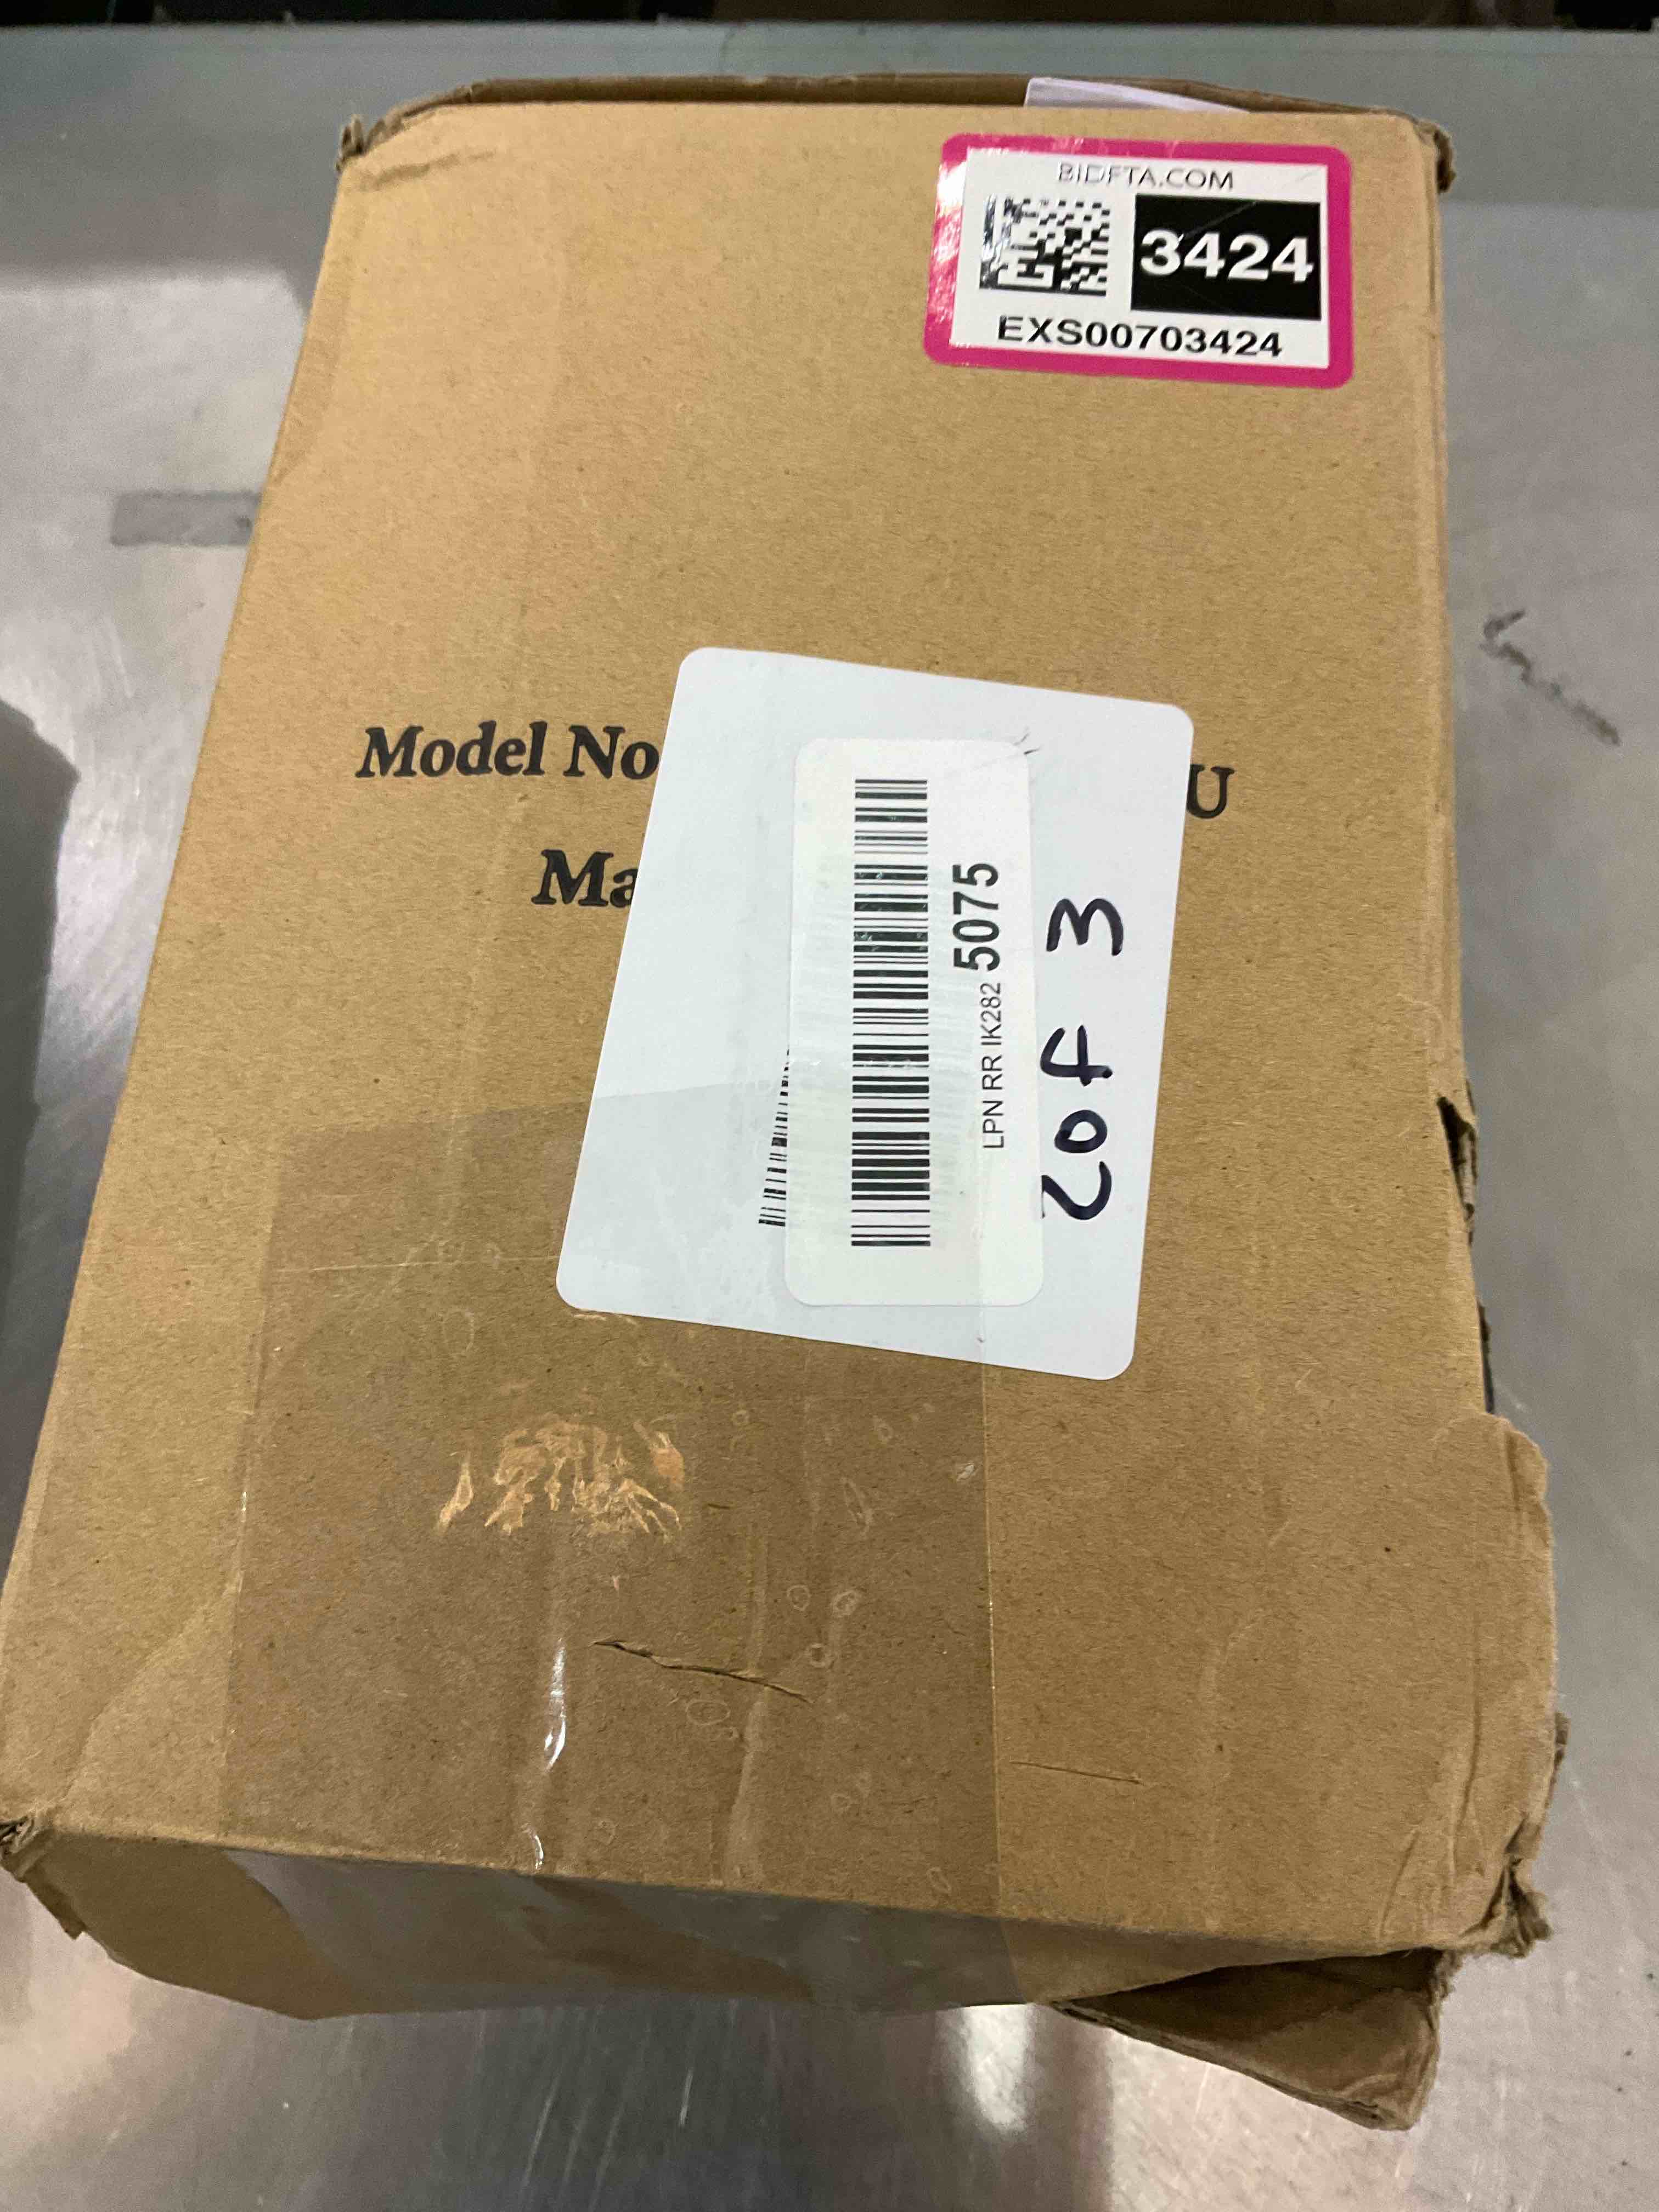 BIDFTA.COM
3424
EXS00703424
Model No U
Ma
LPN RR IK282 5075
2 of 3